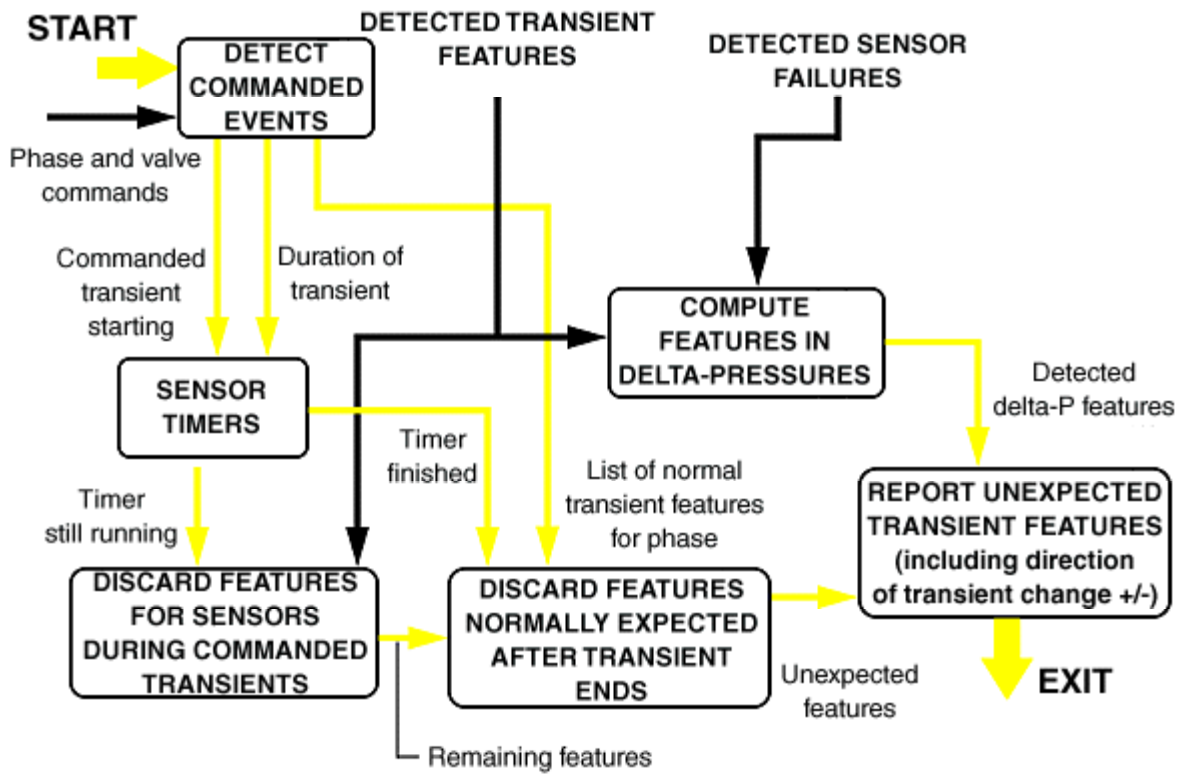 START
DETECT
COMMANDED
EVENTS
DETECTED TRANSIENT
FEATURES
DETECTED SENSOR
FAILURES
Phase and valve
commands
Commanded
transient
starting
Duration of
transient
COMPUTE
FEATURES IN
DELTA-PRESSURES
SENSOR
TIMERS
Detected
delta-P features
Timer
finished
List of normal
transient features
for phase
Timer
still running
REPORT UNEXPECTED
TRANSIENT FEATURES
(including direction
of transient change +/-)
DISCARD FEATURES
FOR SENSORS
DURING COMMANDED
TRANSIENTS
DISCARD FEATURES
NORMALLY EXPECTED
AFTER TRANSIENT
ENDS
Unexpected
features
EXIT
Remaining features